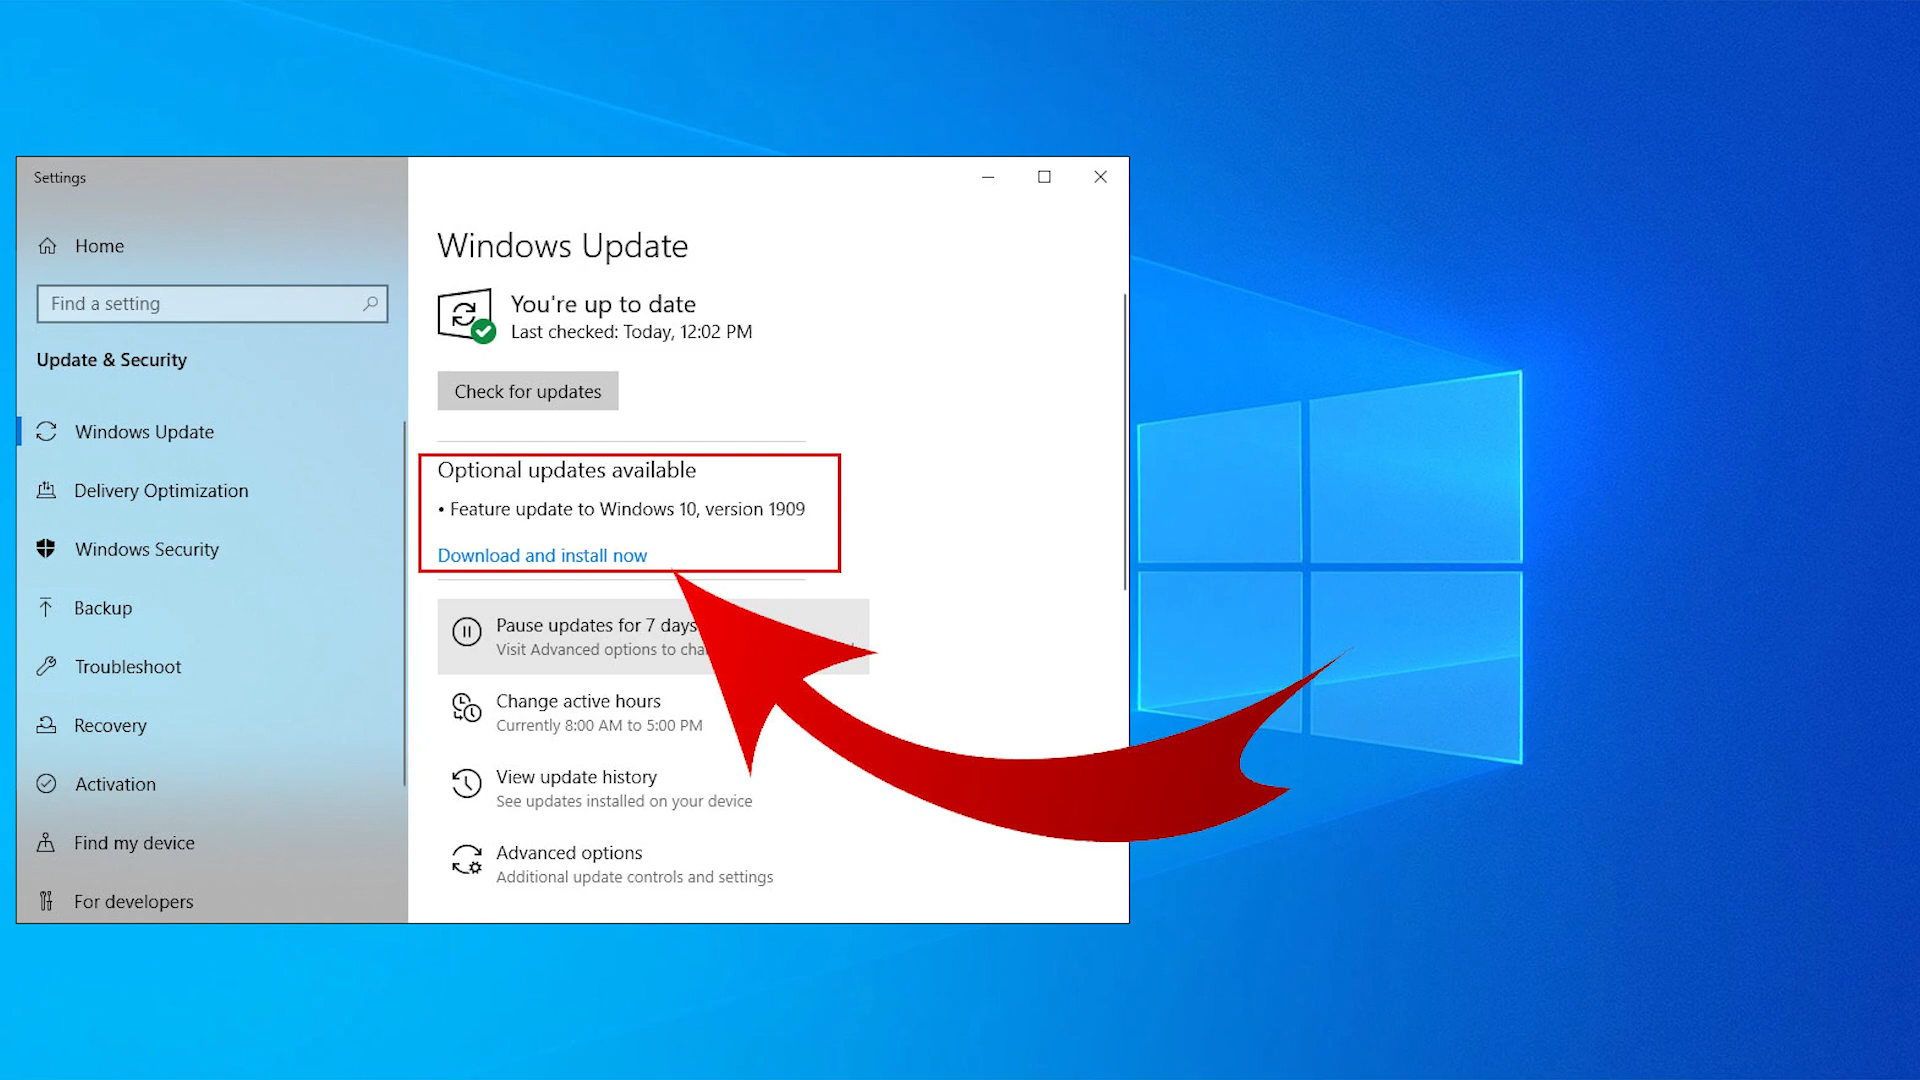 Settings
Home
Find a setting
Update & Security
Windows Update
Delivery Optimization
Windows Security
Backup
Troubleshoot
Recovery
Activation
Find my device
For developers
Windows Update
You're up to date
Last checked: Today, 12:02 PM
Check for updates
Optional updates available
• Feature update to Windows 10, version 1909
Download and install now
Pause updates for 7 days
Visit Advanced options to
Change active hours
Currently 8:00 AM to 5:00 PM
View update history
See updates installed on your device
Advanced options
Additional update controls and settings